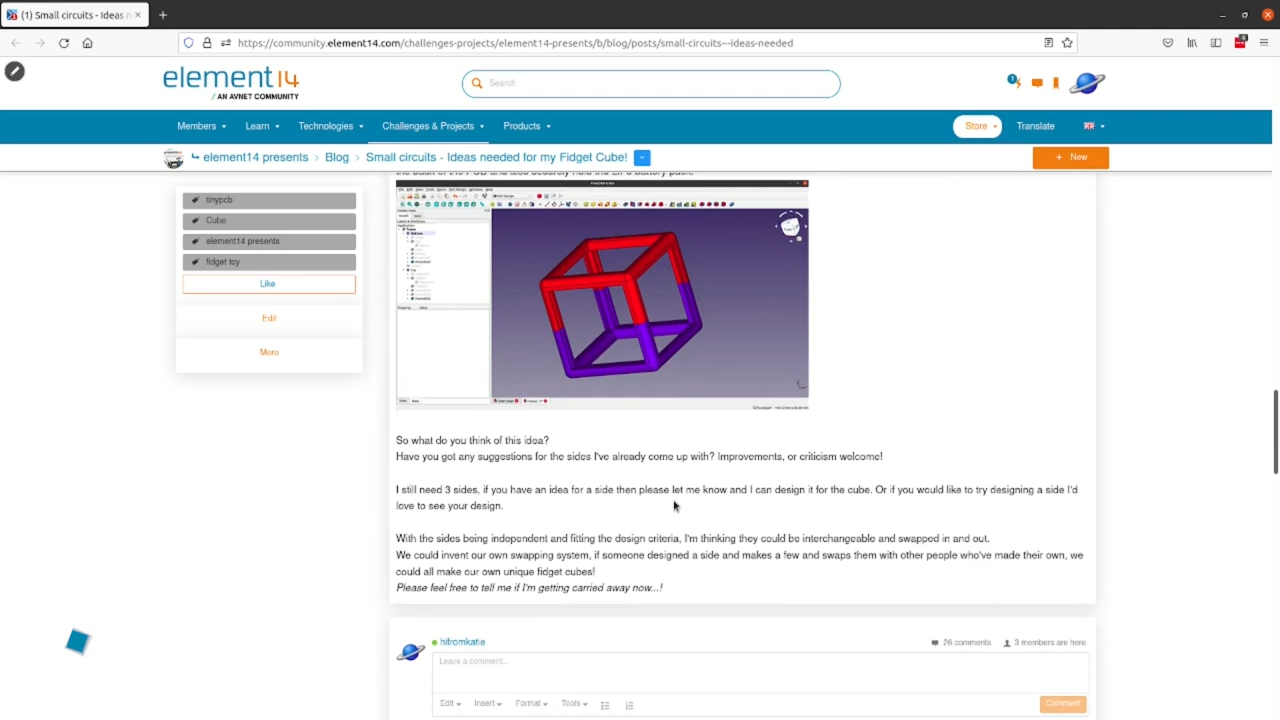 (1) Small circuits - Ideas n
https://community.element14.com/challenges-projects/element14-presents/b/blog/posts/small-circuits---ideas-needed
element14
AN AVNET COMMUNITY
Search
1
Members
Learn
Technologies
Challenges & Projects
Products
Store
Translate
element14 presents > Blog > Small circuits - Ideas needed for my Fidget Cube!
+ New
tinypcb
Cube
element14 presents
fidget toy
Like
Edit
More
So what do you think of this idea?
Have you got any suggestions for the sides I've already come up with? Improvements, or criticism welcome!
I still need 3 sides, if you have an idea for a side then please let me know and I can design it for the cube. Or if you would like to try designing a side I'd
love to see your design.
With the sides being independent and fitting the design criteria, I'm thinking they could be interchangeable and swapped in and out.
We could invent our own swapping system, if someone designed a side and makes a few and swaps them with other people who've made their own, we
could all make our own unique fidget cubes!
Please feel free to tell me if I'm getting carried away now...!
hifromkatie
26 comments
3 members are here
Leave a comment...
Edit
Insert
Format
Tools
Comment